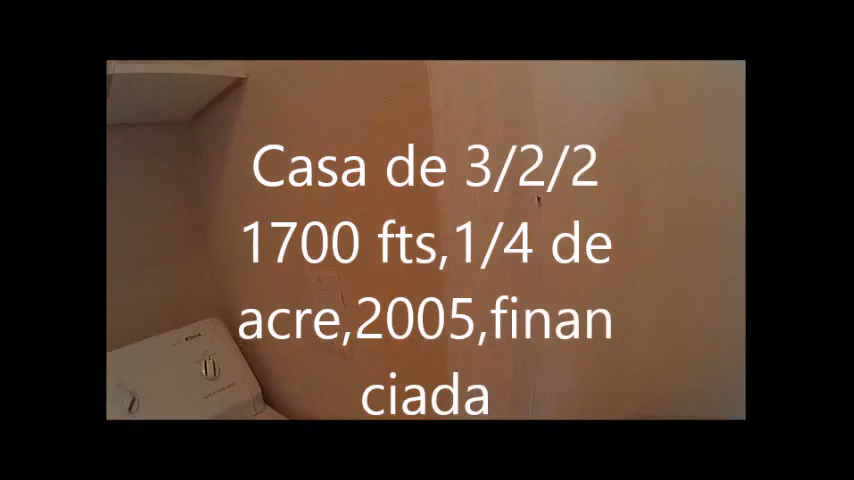 Casa de 3/2/2
1700 fts,1/4 de
acre,2005,finan
ciada